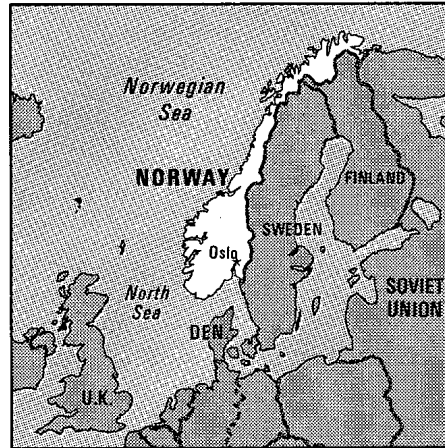 Norwegian
Sea
NORWAY
FINLAND
Oslo
SWEDEN
North
Sea
SOVIET
UNION
DEN.
U.K.